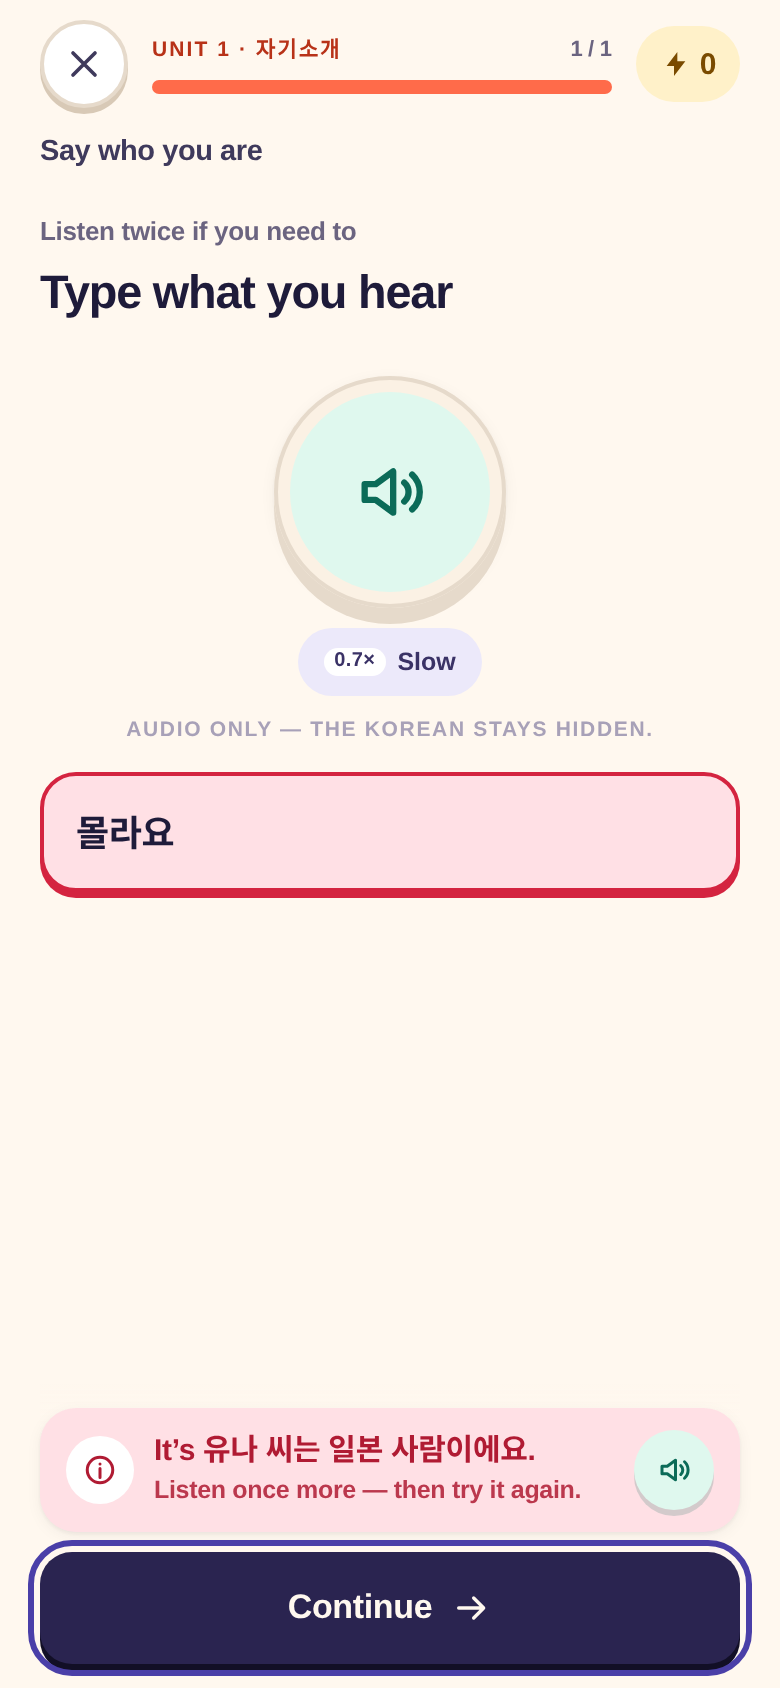 UNIT 1 · 자기소개
1 / 1
0
Say who you are
Listen twice if you need to
Type what you hear
0.7× Slow
AUDIO ONLY — THE KOREAN STAYS HIDDEN.
몰라요
It’s 유나 씨는 일본 사람이에요.
Listen once more — then try it again.
Continue →